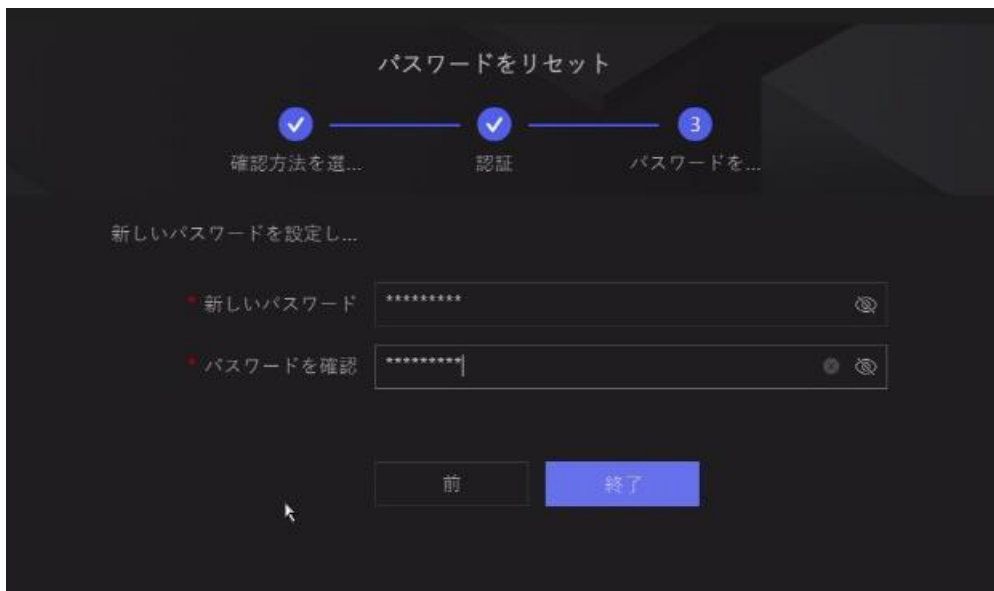 パスワードをリセット
3
確認方法を選...
認証
パスワードを...
新しいパスワードを設定し...
* 新しいパスワード *********
* パスワードを確認 *********
前
終了